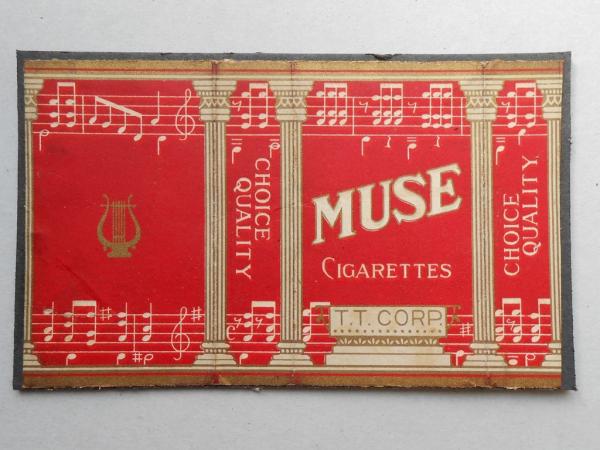 CHOICE
QUALITY
MUSE
CIGARETTES
T.T. CORP.
CHOICE
QUALITY.